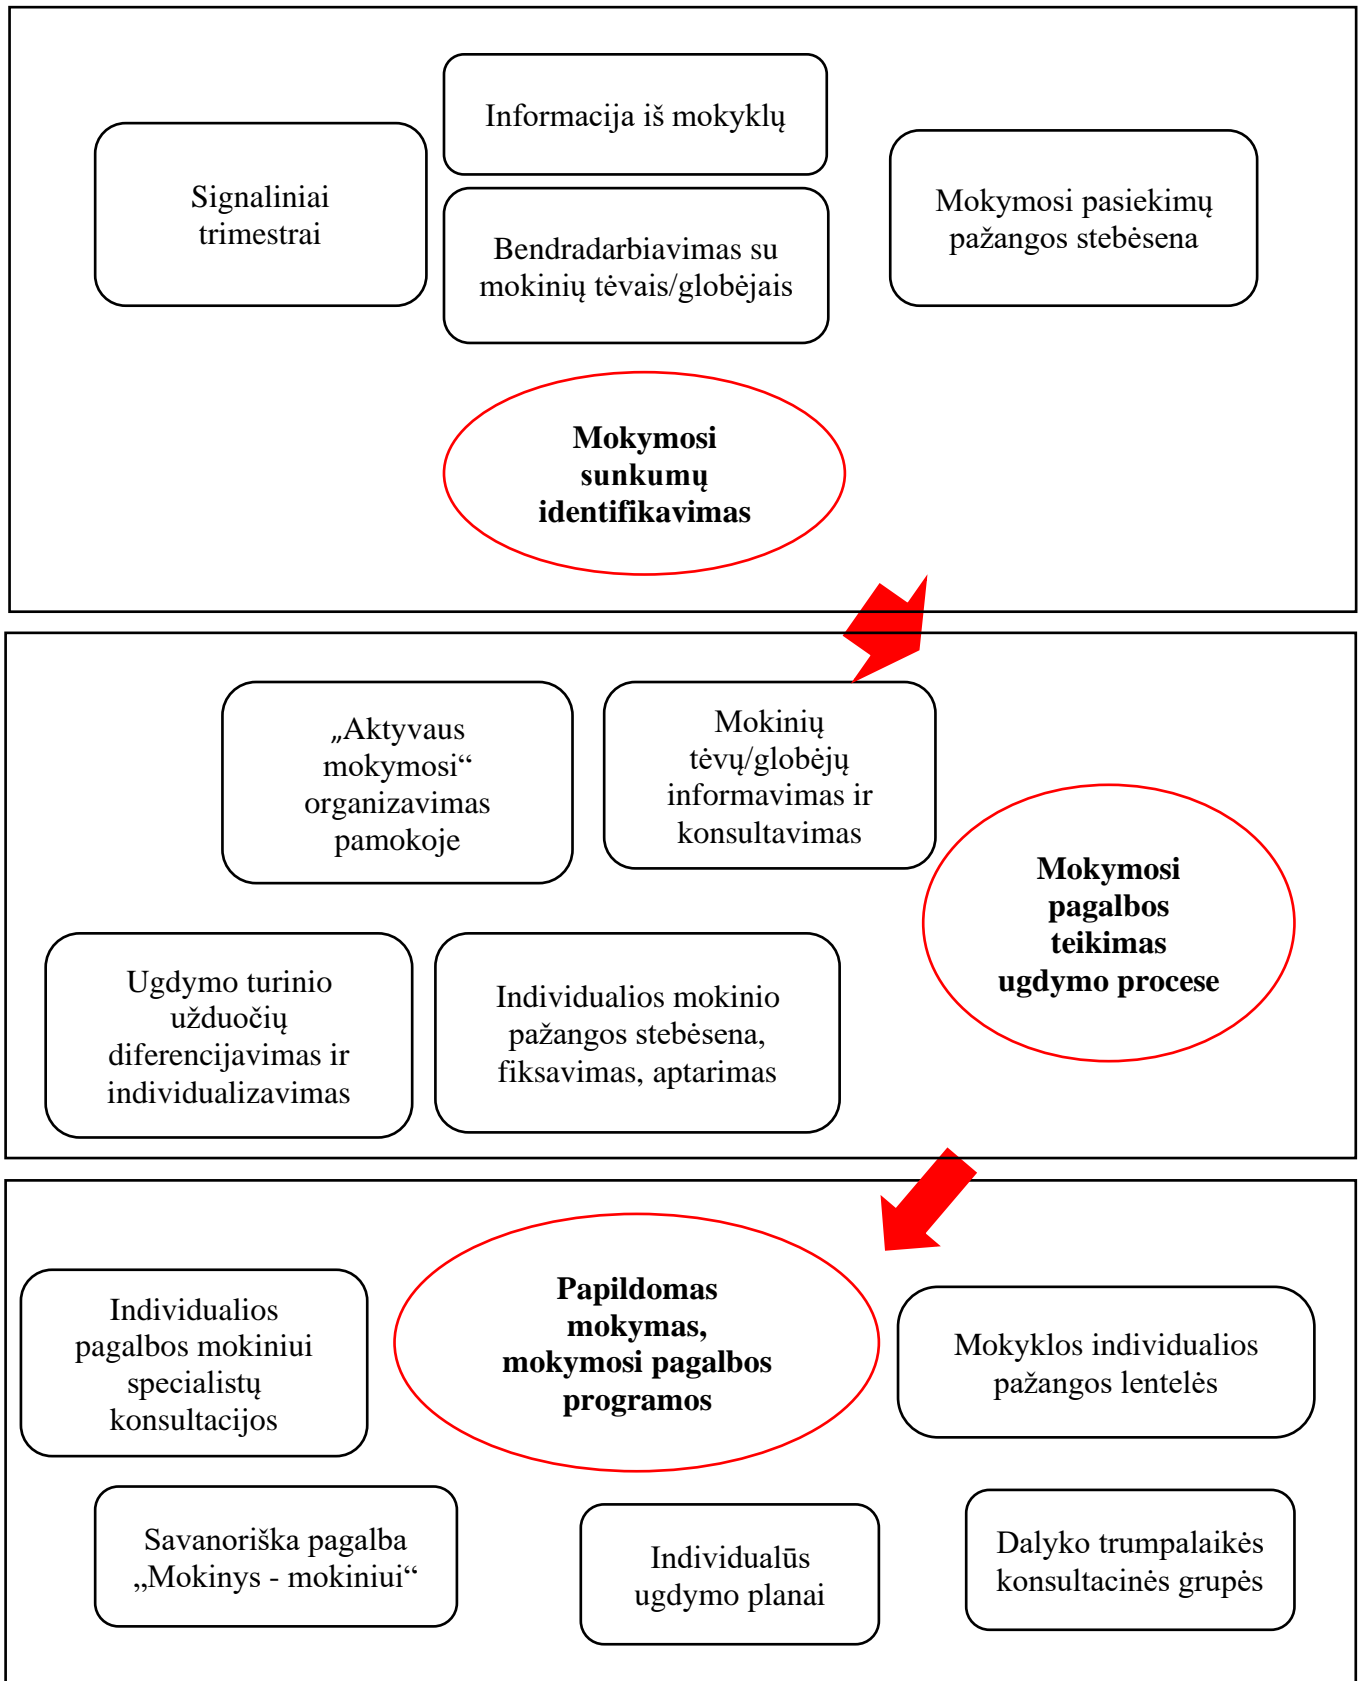 Informacija iš mokyklų
Signaliniai
trimestrai
Bendradarbiavimas su
mokinių tėvais/globėjais
Mokymosi pasiekimų
pažangos stebėsena
Mokymosi
sunkumų
identifikavimas
„Aktyvaus
mokymosi“
organizavimas
pamokoje
Mokinių
tėvų/globėjų
informavimas ir
konsultavimas
Mokymosi
pagalbos
teikimas
ugdymo procese
Ugdymo turinio
užduočių
diferencijavimas ir
individualizavimas
Individualios mokinio
pažangos stebėsena,
fiksavimas, aptarimas
Papildomas
mokymas,
mokymosi pagalbos
programos
Individualios
pagalbos mokiniui
specialistų
konsultacijos
Mokyklos individualios
pažangos lentelės
Savanoriška pagalba
„Mokinys - mokiniui“
Individualūs
ugdymo planai
Dalyko trumpalaikės
konsultacinės grupės